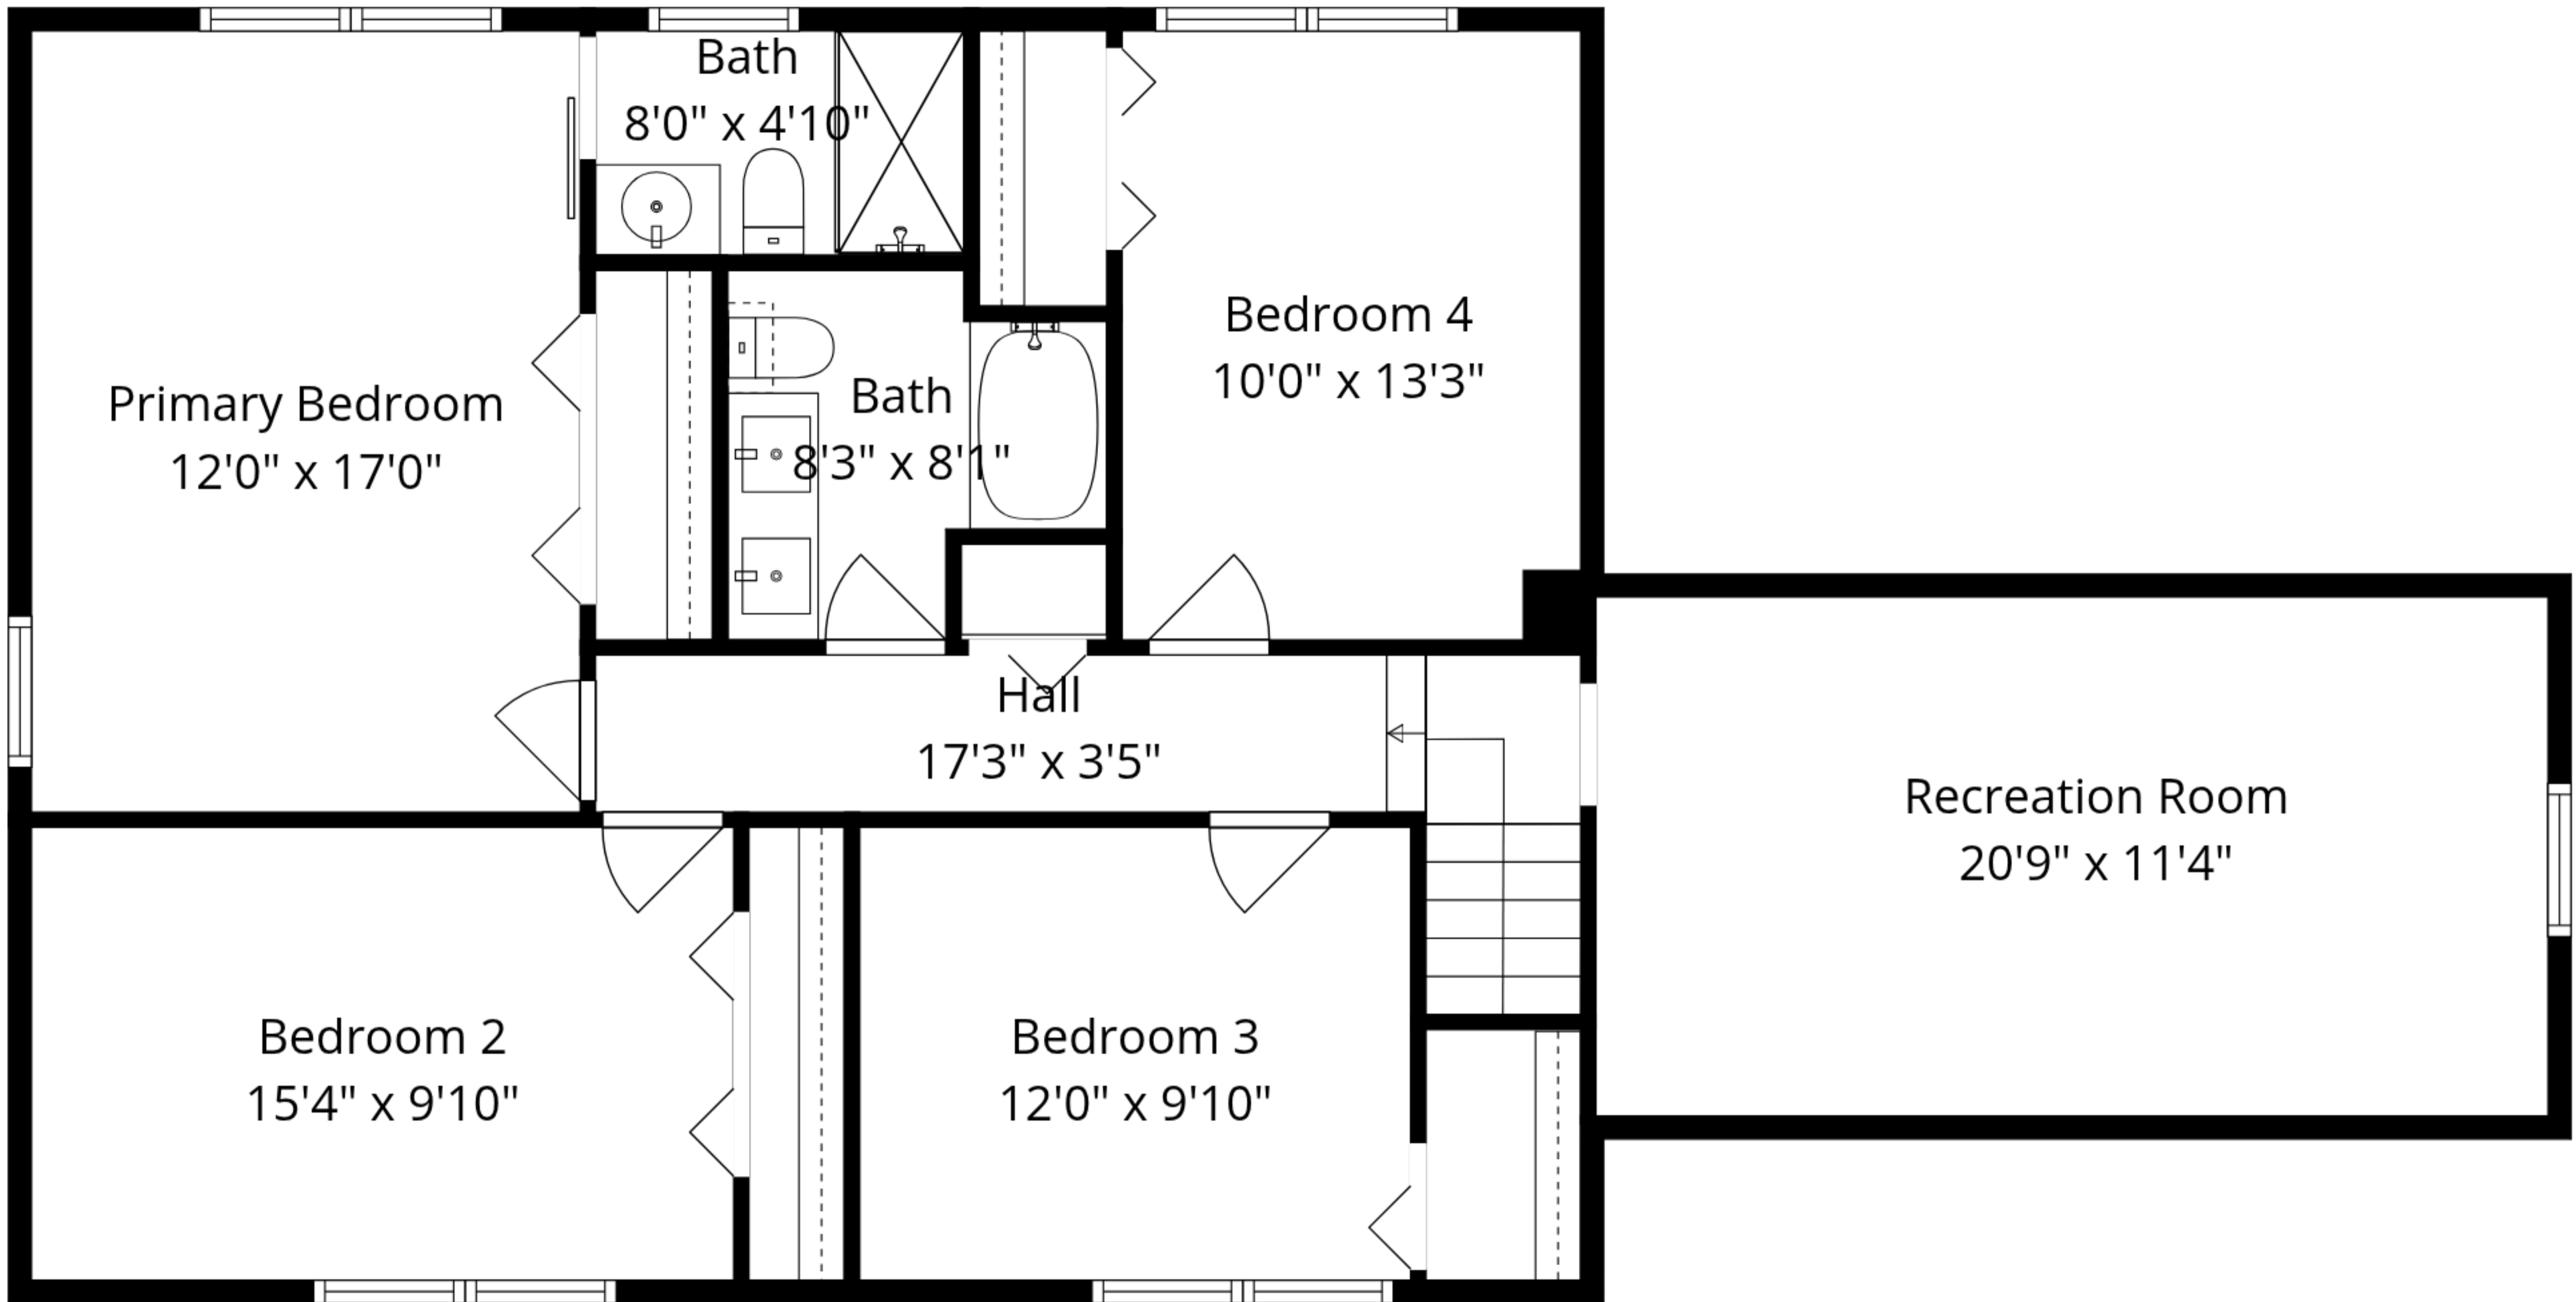 Bath
8'0" x 4'10"
Bedroom 4
10'0" x 13'3"
Primary Bedroom
12'0" x 17'0"
Bath
8'3" x 8'1"
Hall
17'3" x 3'5"
Recreation Room
20'9" x 11'4"
Bedroom 2
15'4" x 9'10"
Bedroom 3
12'0" x 9'10"